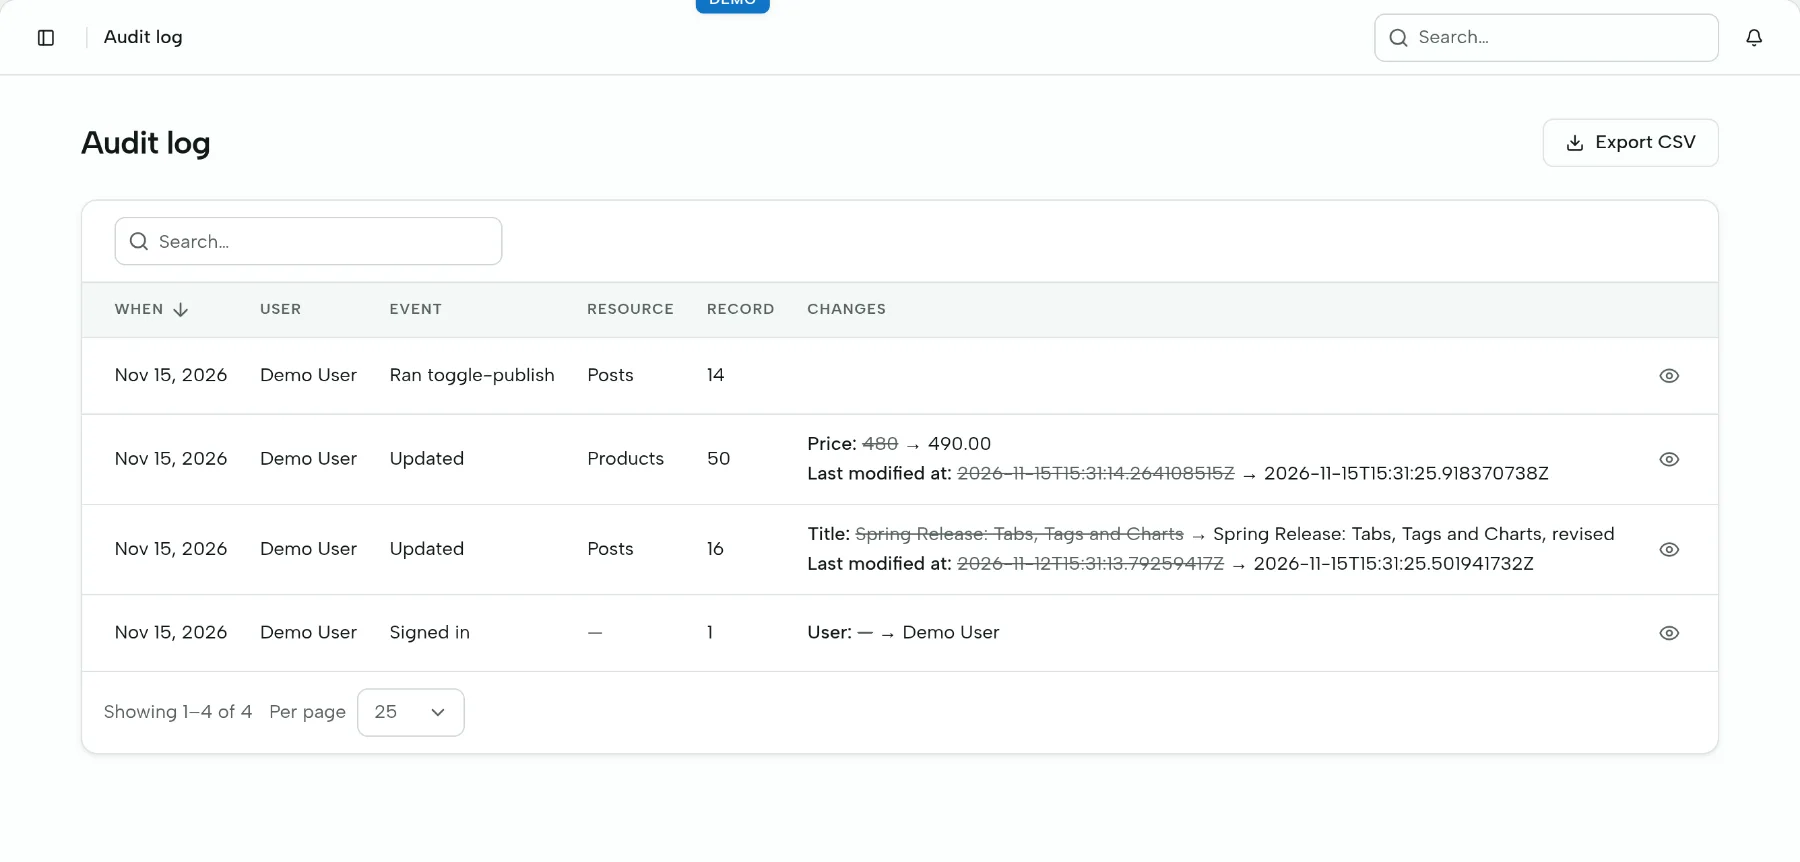 DEMO
Audit log
Search...
Audit log
Export CSV
Search...
WHEN USER EVENT RESOURCE RECORD CHANGES
Nov 15, 2026 Demo User Ran toggle-publish Posts 14
Nov 15, 2026 Demo User Updated Products 50 Price: 480 → 490.00
Last modified at: 2026-11-15T15:31:14.264108515Z → 2026-11-15T15:31:25.918370738Z
Nov 15, 2026 Demo User Updated Posts 16 Title: Spring Release: Tabs, Tags and Charts → Spring Release: Tabs, Tags and Charts, revised
Last modified at: 2026-11-12T15:31:13.79259417Z → 2026-11-15T15:31:25.501941732Z
Nov 15, 2026 Demo User Signed in — 1 User: — → Demo User
Showing 1–4 of 4 Per page 25